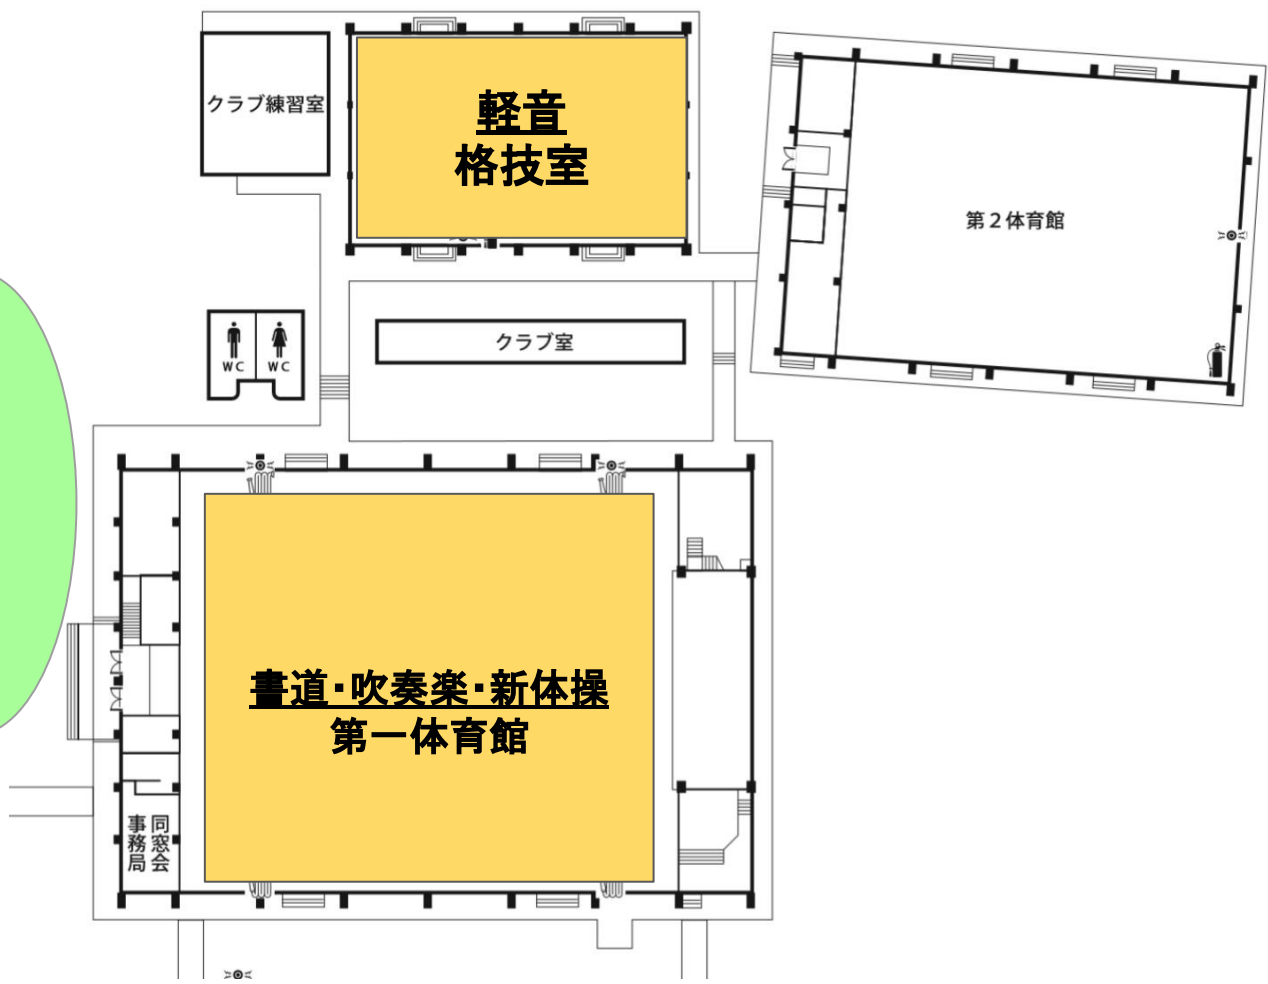 クラブ練習室
軽音
格技室
第２体育館
クラブ室
WC
WC
書道・吹奏楽・新体操
第一体育館
同窓会
事務局